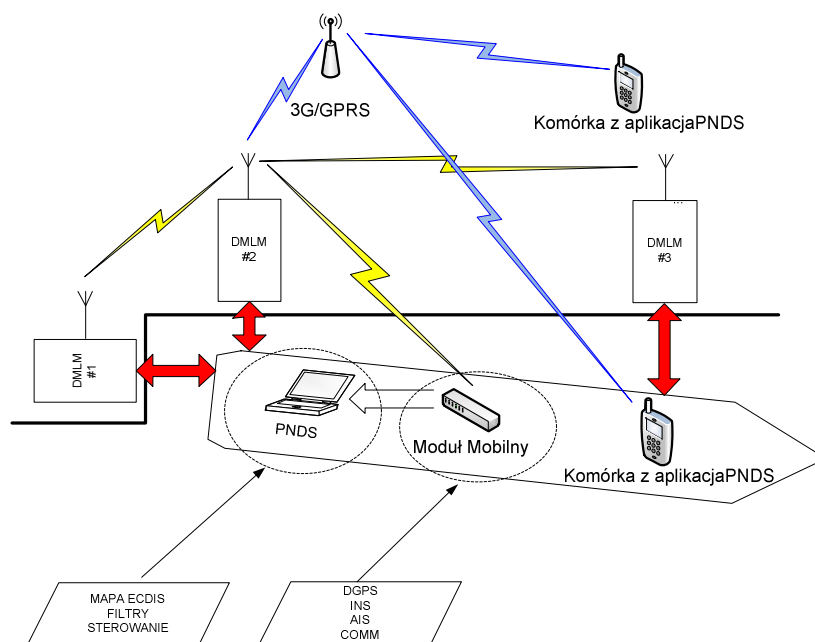 3G/GPRS
Komórka z aplikacjaPNDS
DMLM
#2
DMLM
#3
DMLM
#1
PNDS
Moduł Mobilny
Komórka z aplikacjaPNDS
MAPA ECDIS
FILTRY
STEROWANIE
DGPS
INS
AIS
COMM